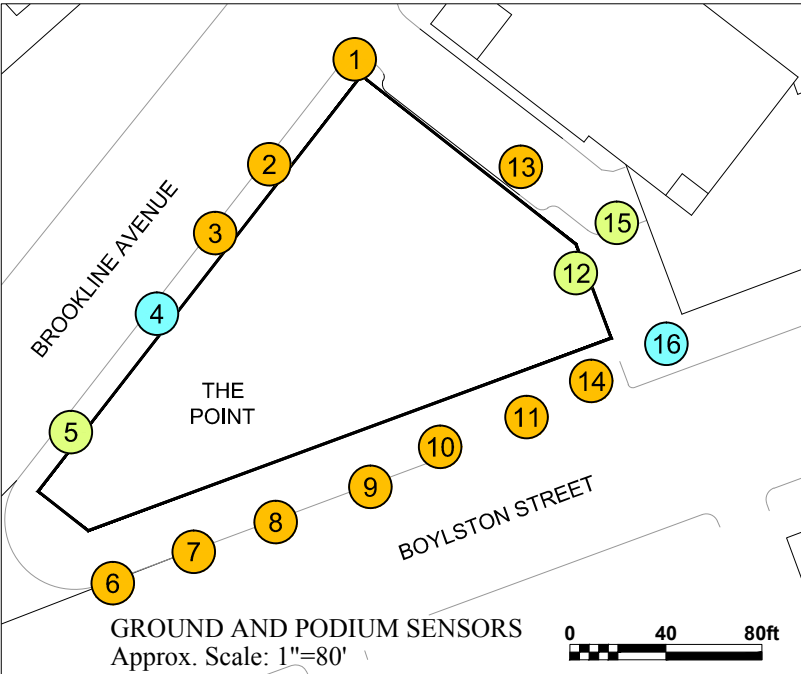 1
2
13
3
15
12
BROOKLINE AVENUE
4
16
THE
POINT
14
11
5
10
9
8
BOYLSTON STREET
7
6
GROUND AND PODIUM SENSORS
Approx. Scale: 1"=80'
0 40 80ft